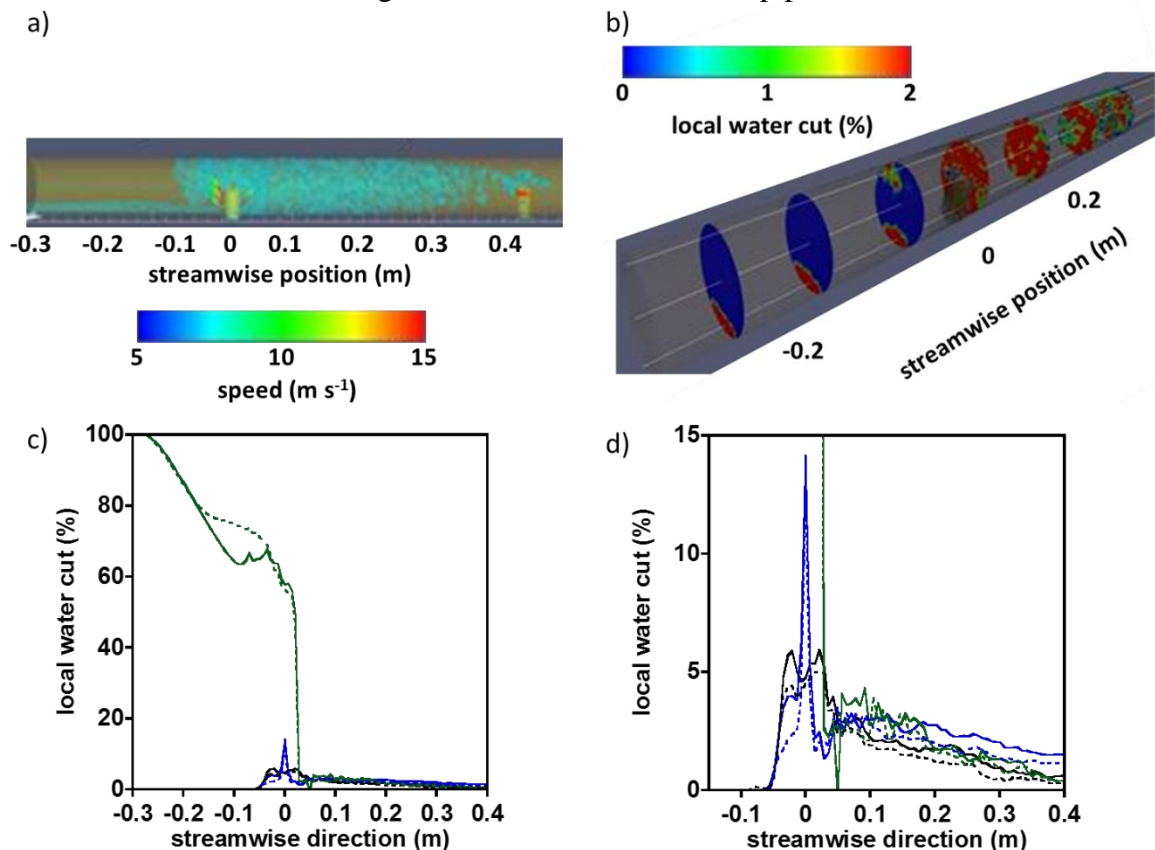 a)
-0.3 -0.2 -0.1 0 0.1 0.2 0.3 0.4
streamwise position (m)
5 10 15
speed (m s⁻¹)
b)
0 1 2
local water cut (%)
0.2
0
-0.2
streamwise position (m)
c)
100
80
60
40
20
0
local water cut (%)
-0.3 -0.2 -0.1 0 0.1 0.2 0.3 0.4
streamwise direction (m)
d)
15
10
5
0
local water cut (%)
-0.1 0 0.1 0.2 0.3 0.4
streamwise direction (m)